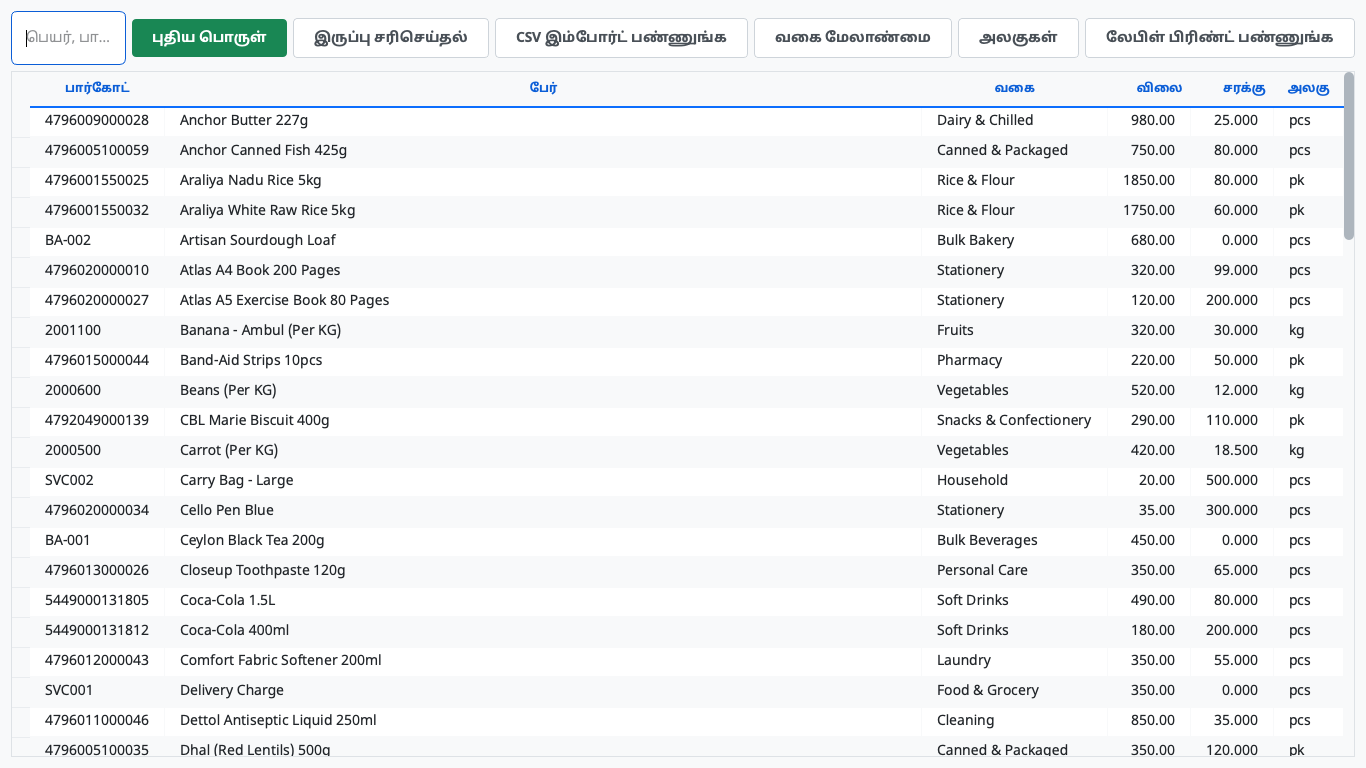 பெயர், பா... புதிய பொருள் இருப்பு சரிசெய்தல் CSV இம்போர்ட் பண்ணுங்க வகை மேலாண்மை அலகுகள் லேபிள் பிரிண்ட் பண்ணுங்க
பார்கோட் பேர் வகை விலை சரக்கு அலகு
4796009000028 Anchor Butter 227g Dairy & Chilled 980.00 25.000 pcs
4796005100059 Anchor Canned Fish 425g Canned & Packaged 750.00 80.000 pcs
4796001550025 Araliya Nadu Rice 5kg Rice & Flour 1850.00 80.000 pk
4796001550032 Araliya White Raw Rice 5kg Rice & Flour 1750.00 60.000 pk
BA-002 Artisan Sourdough Loaf Bulk Bakery 680.00 0.000 pcs
4796020000010 Atlas A4 Book 200 Pages Stationery 320.00 99.000 pcs
4796020000027 Atlas A5 Exercise Book 80 Pages Stationery 120.00 200.000 pcs
2001100 Banana - Ambul (Per KG) Fruits 320.00 30.000 kg
4796015000044 Band-Aid Strips 10pcs Pharmacy 220.00 50.000 pk
2000600 Beans (Per KG) Vegetables 520.00 12.000 kg
4792049000139 CBL Marie Biscuit 400g Snacks & Confectionery 290.00 110.000 pk
2000500 Carrot (Per KG) Vegetables 420.00 18.500 kg
SVC002 Carry Bag - Large Household 20.00 500.000 pcs
4796020000034 Cello Pen Blue Stationery 35.00 300.000 pcs
BA-001 Ceylon Black Tea 200g Bulk Beverages 450.00 0.000 pcs
4796013000026 Closeup Toothpaste 120g Personal Care 350.00 65.000 pcs
5449000131805 Coca-Cola 1.5L Soft Drinks 490.00 80.000 pcs
5449000131812 Coca-Cola 400ml Soft Drinks 180.00 200.000 pcs
4796012000043 Comfort Fabric Softener 200ml Laundry 350.00 55.000 pcs
SVC001 Delivery Charge Food & Grocery 350.00 0.000 pcs
4796011000046 Dettol Antiseptic Liquid 250ml Cleaning 850.00 35.000 pcs
4796005100035 Dhal (Red Lentils) 500g Canned & Packaged 350.00 120.000 pk